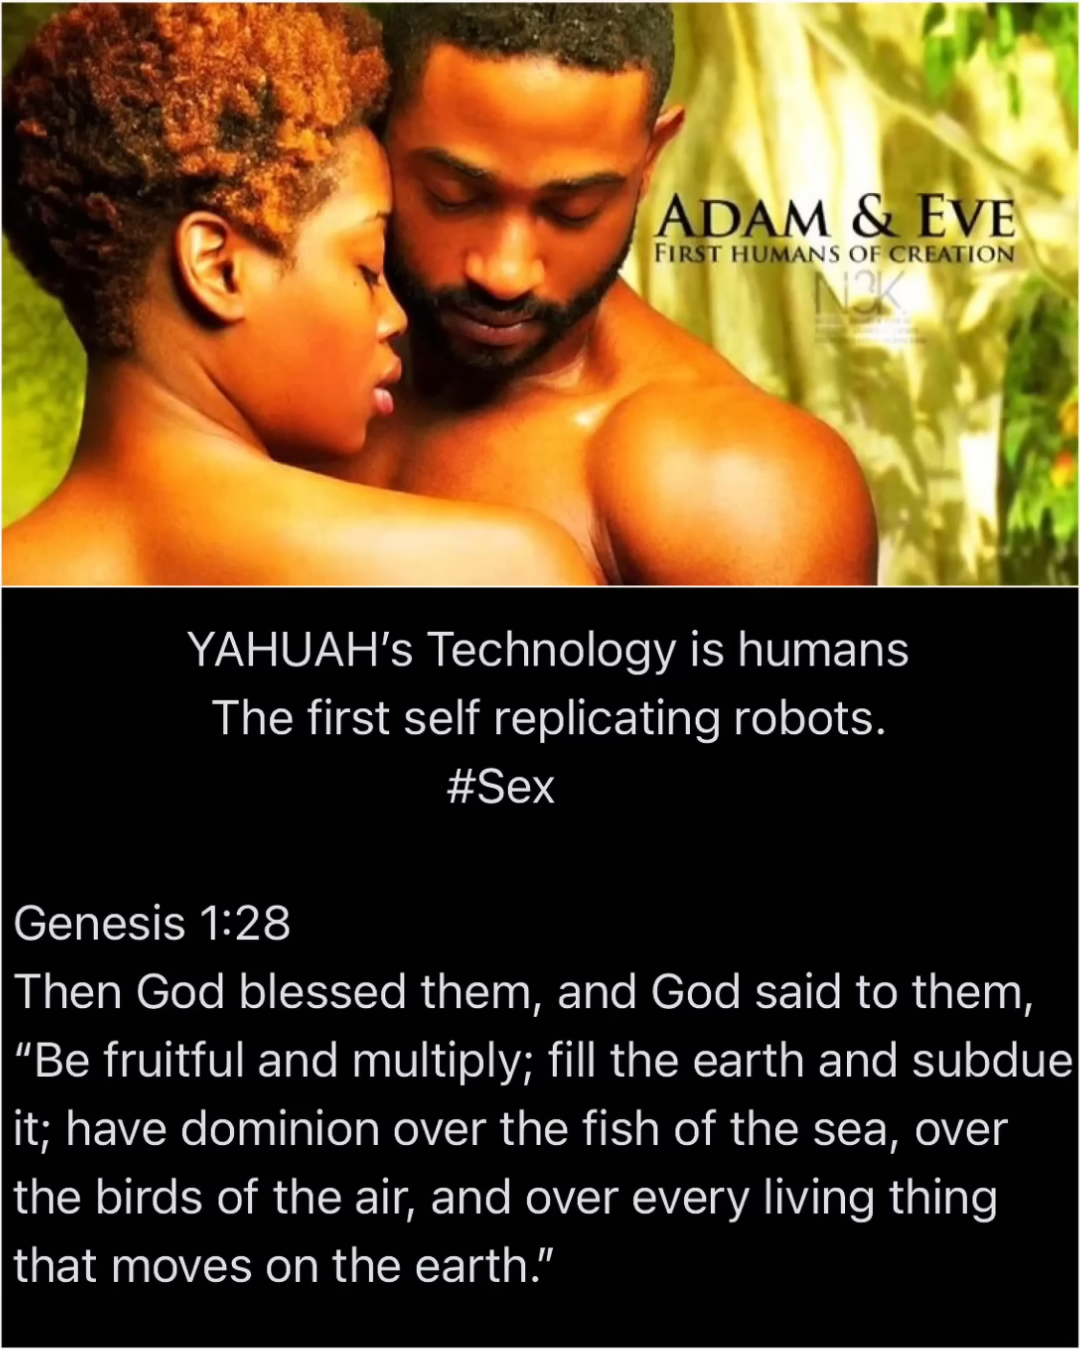 ADAM & EVE
FIRST HUMANS OF CREATION
N3K
YAHUAH’s Technology is humans
The first self replicating robots.
#Sex
Genesis 1:28
Then God blessed them, and God said to them,
“Be fruitful and multiply; fill the earth and subdue
it; have dominion over the fish of the sea, over
the birds of the air, and over every living thing
that moves on the earth.”